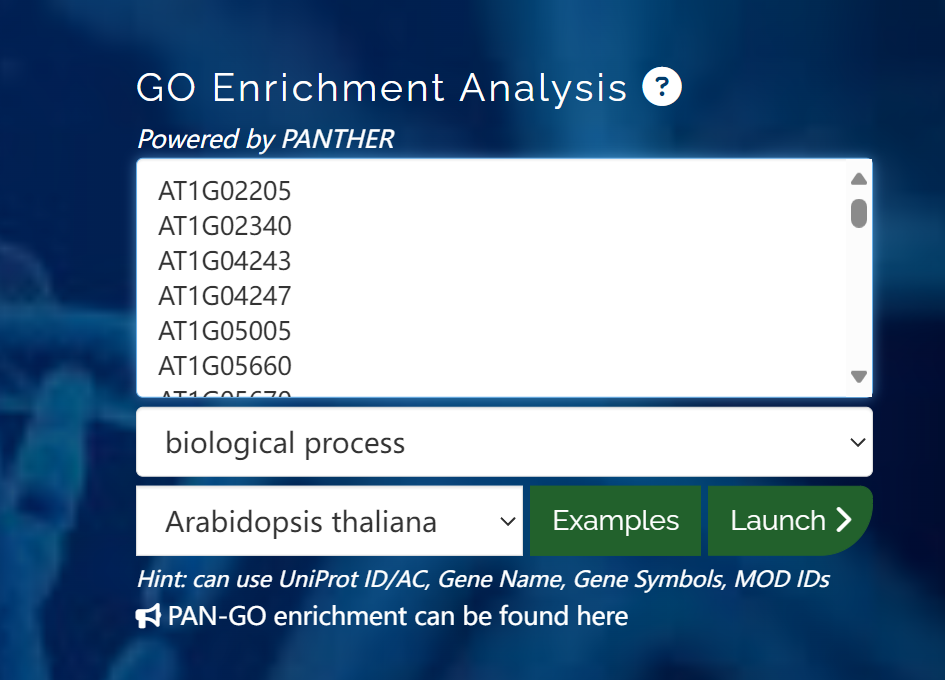 GO Enrichment Analysis ?
Powered by PANTHER
AT1G02205
AT1G02340
AT1G04243
AT1G04247
AT1G05005
AT1G05660
AT1G05670
biological process
Arabidopsis thaliana
Examples
Launch
Hint: can use UniProt ID/AC, Gene Name, Gene Symbols, MOD IDs
PAN-GO enrichment can be found here